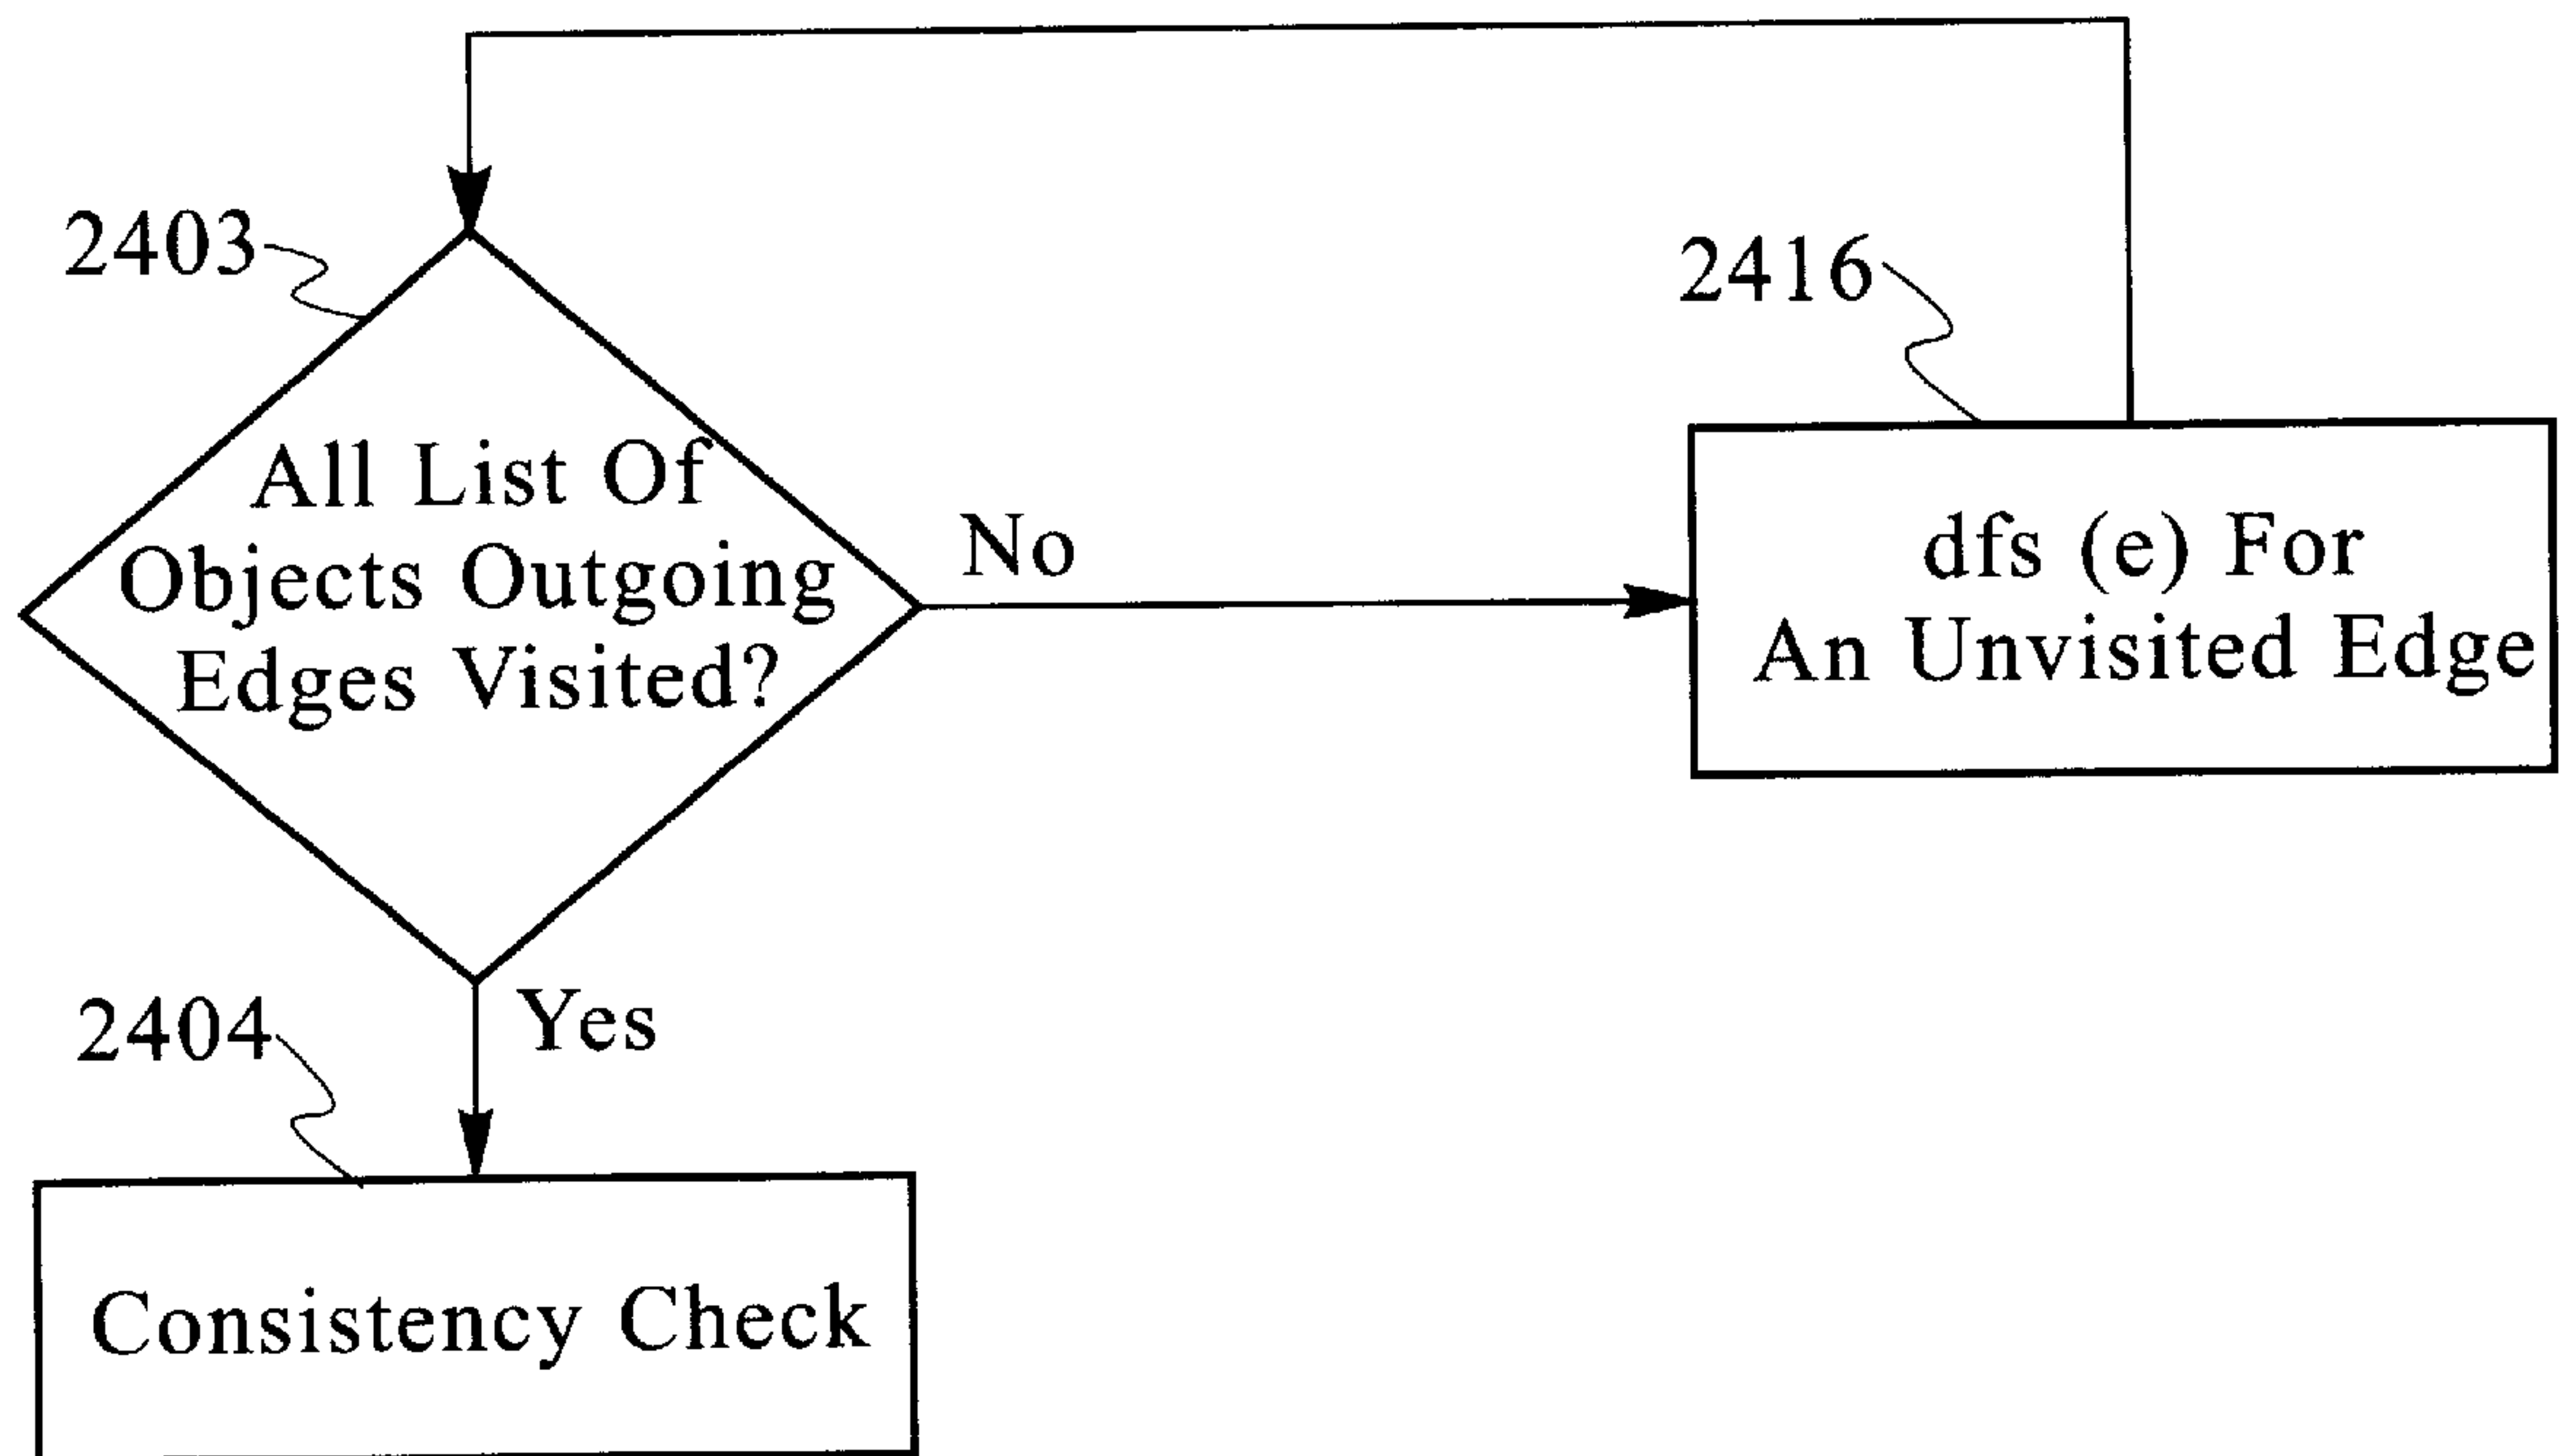 2403
All List Of
Objects Outgoing
Edges Visited?
No
2416
dfs (e) For
An Unvisited Edge
Yes
2404
Consistency Check